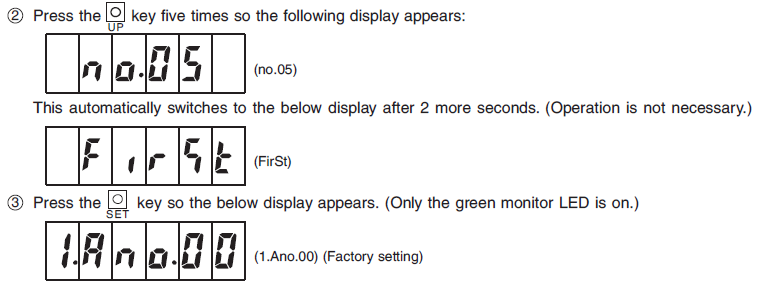 ② Press the UP key five times so the following display appears:
no.05 (no.05)
This automatically switches to the below display after 2 more seconds. (Operation is not necessary.)
FirSt (FirSt)
③ Press the SET key so the below display appears. (Only the green monitor LED is on.)
1.Ano.00 (1.Ano.00) (Factory setting)